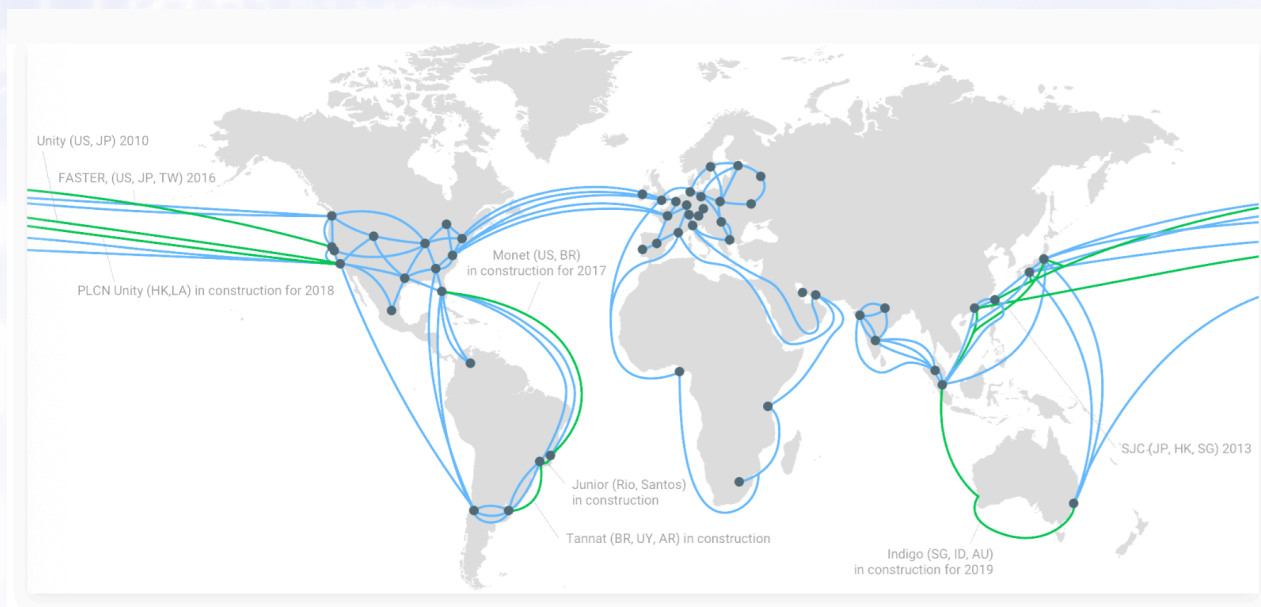 Unity (US, JP) 2010
FASTER, (US, JP, TW) 2016
Monet (US, BR)
in construction for 2017
PLCN Unity (HK,LA) in construction for 2018
SJC (JP, HK, SG) 2013
Junior (Rio, Santos)
in construction
Tannat (BR, UY, AR) in construction
Indigo (SG, ID, AU)
in construction for 2019